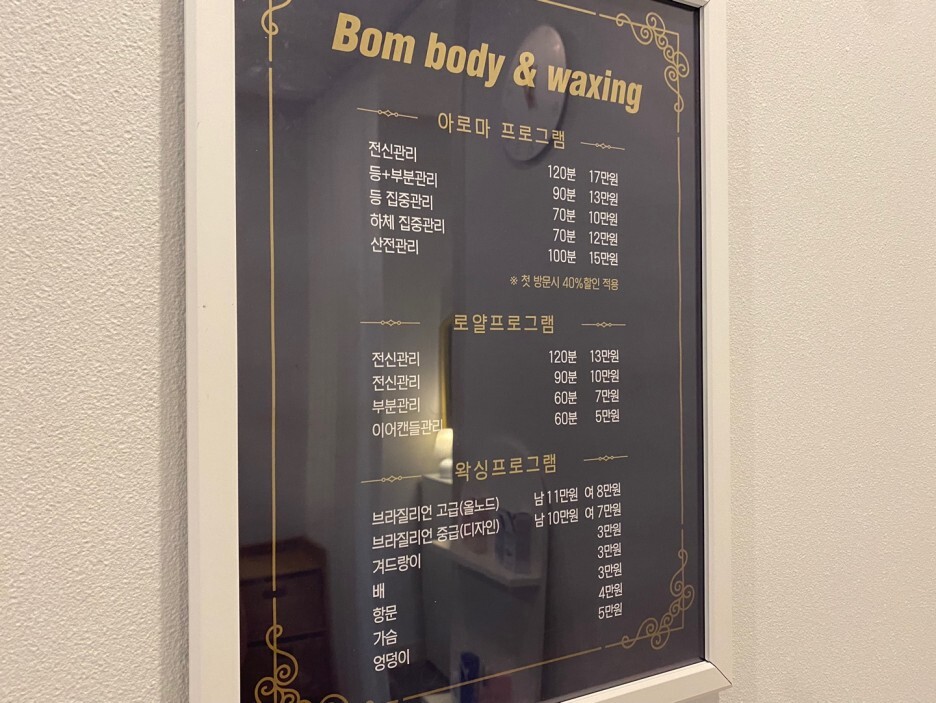 Bom body & waxing
아로마 프로그램
전신관리 120분 17만원
등+부분관리 90분 13만원
등 집중관리 70분 10만원
하체 집중관리 70분 12만원
산전관리 100분 15만원
※ 첫 방문시 40%할인 적용
로얄프로그램
전신관리 120분 13만원
전신관리 90분 10만원
부분관리 60분 7만원
이어캔들관리 60분 5만원
왁싱프로그램
브라질리언 고급(올누드) 남 11만원 여 8만원
브라질리언 중급(디자인) 남 10만원 여 7만원
겨드랑이 3만원
배 3만원
항문 3만원
가슴 4만원
엉덩이 5만원